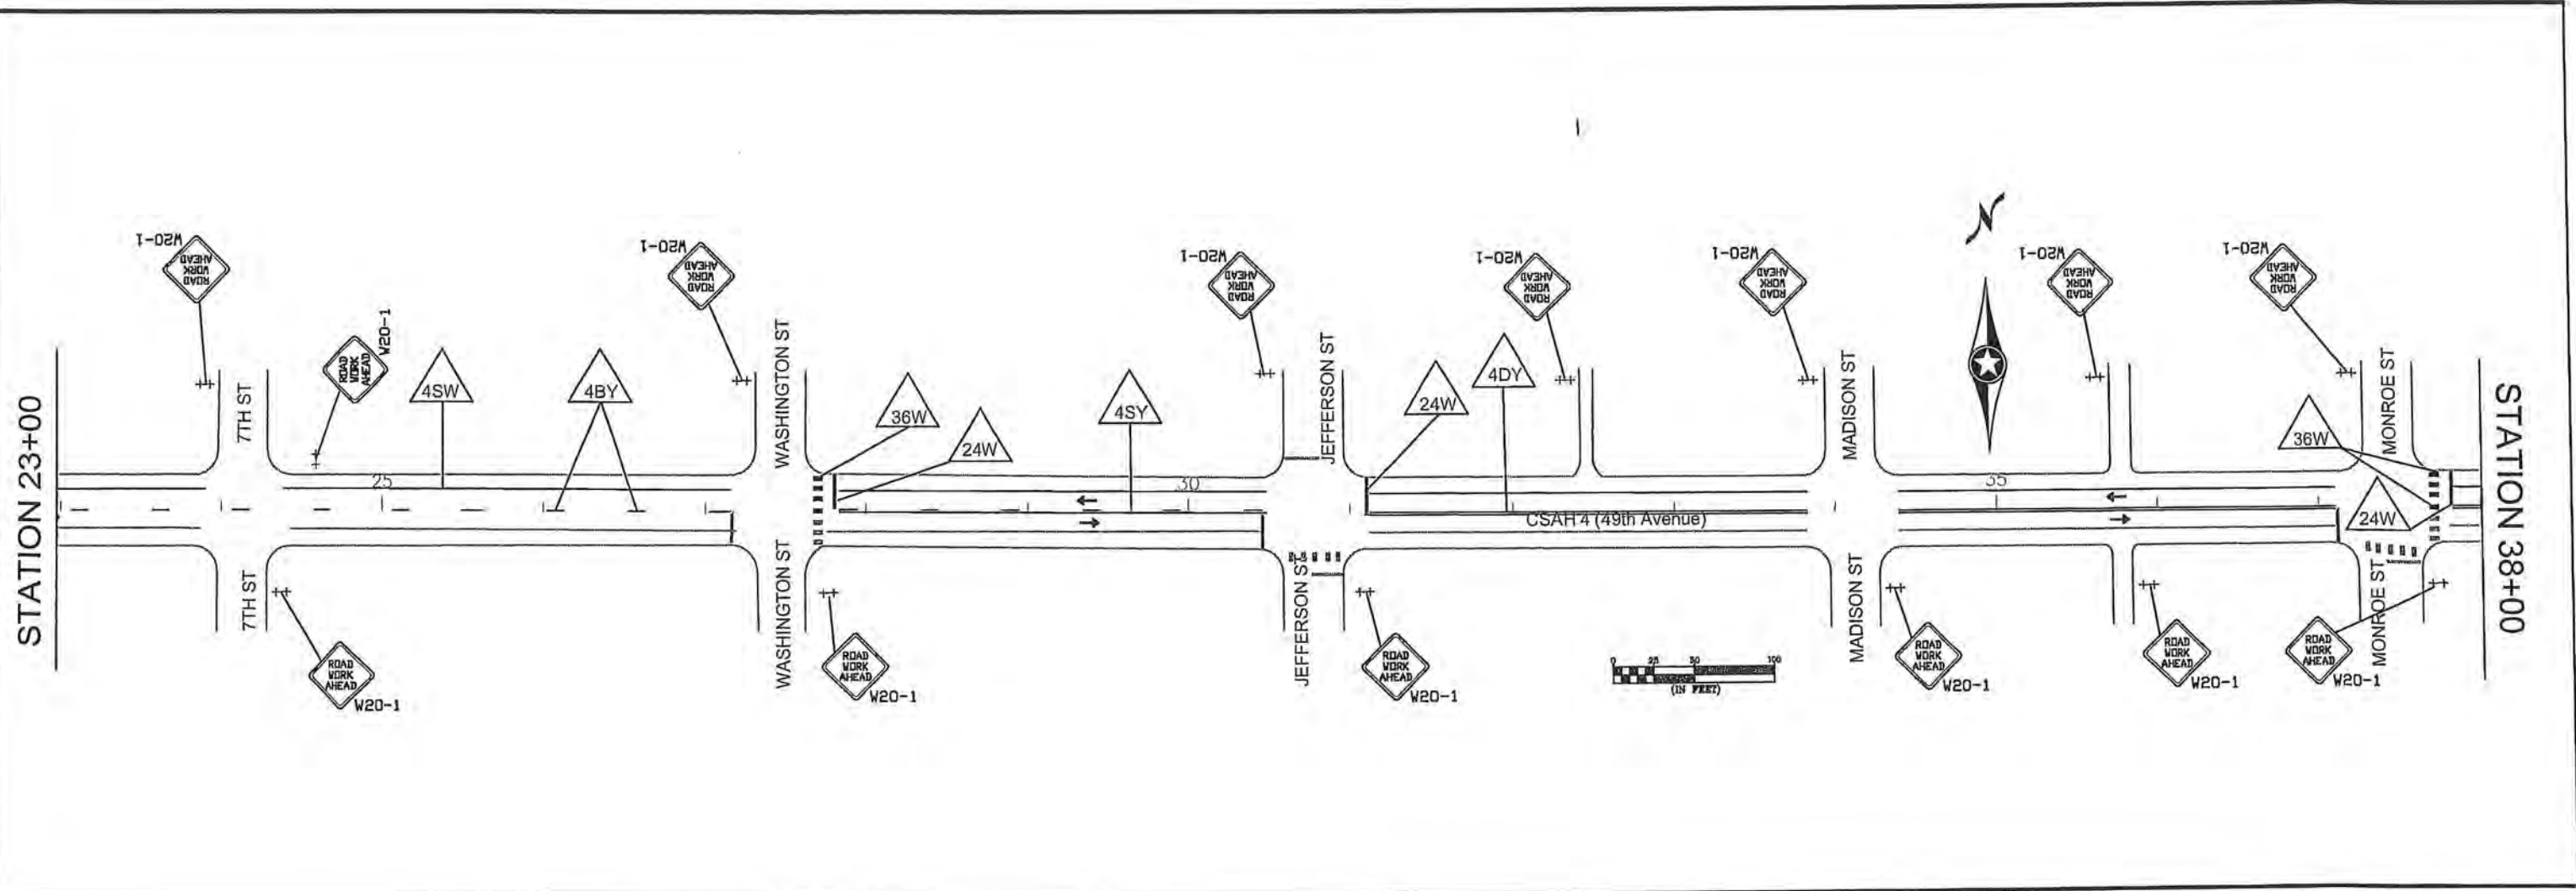 STATION 23+00
W20-1
ROAD
WORK
AHEAD
W20-1
ROAD
WORK
AHEAD
W20-1
ROAD
WORK
AHEAD
W20-1
ROAD
WORK
AHEAD
W20-1
ROAD
WORK
AHEAD
W20-1
ROAD
WORK
AHEAD
W20-1
ROAD
WORK
AHEAD
N
ROAD
WORK
AHEAD
W20-1
7TH ST
4SW
4BY
WASHINGTON ST
36W
24W
4SY
JEFFERSON ST
24W
4DY
MADISON ST
36W
24W
MONROE ST
25
30
35
CSAH 4 (49th Avenue)
7TH ST
WASHINGTON ST
JEFFERSON ST
MADISON ST
MONROE ST
ROAD
WORK
AHEAD
W20-1
ROAD
WORK
AHEAD
W20-1
ROAD
WORK
AHEAD
W20-1
0 25 50 100
(IN FEET)
ROAD
WORK
AHEAD
W20-1
ROAD
WORK
AHEAD
W20-1
ROAD
WORK
AHEAD
W20-1
STATION 38+00